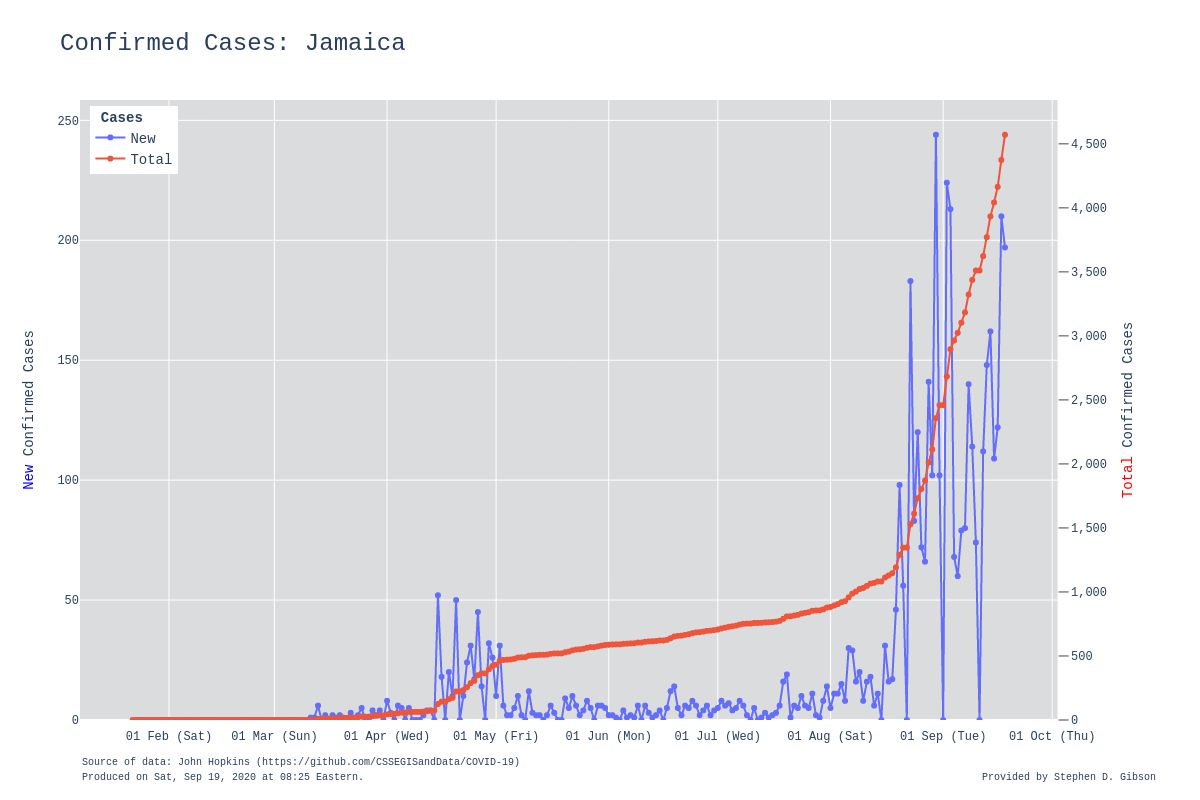 Confirmed Cases: Jamaica
Cases
New
Total
250
200
150
100
50
0
4,500
4,000
3,500
3,000
2,500
2,000
1,500
1,000
500
0
New Confirmed Cases
Total Confirmed Cases
01 Feb (Sat) 01 Mar (Sun) 01 Apr (Wed) 01 May (Fri) 01 Jun (Mon) 01 Jul (Wed) 01 Aug (Sat) 01 Sep (Tue) 01 Oct (Thu)
Source of data: John Hopkins (https://github.com/CSSEGISandData/COVID-19)
Produced on Sat, Sep 19, 2020 at 08:25 Eastern.
Provided by Stephen D. Gibson